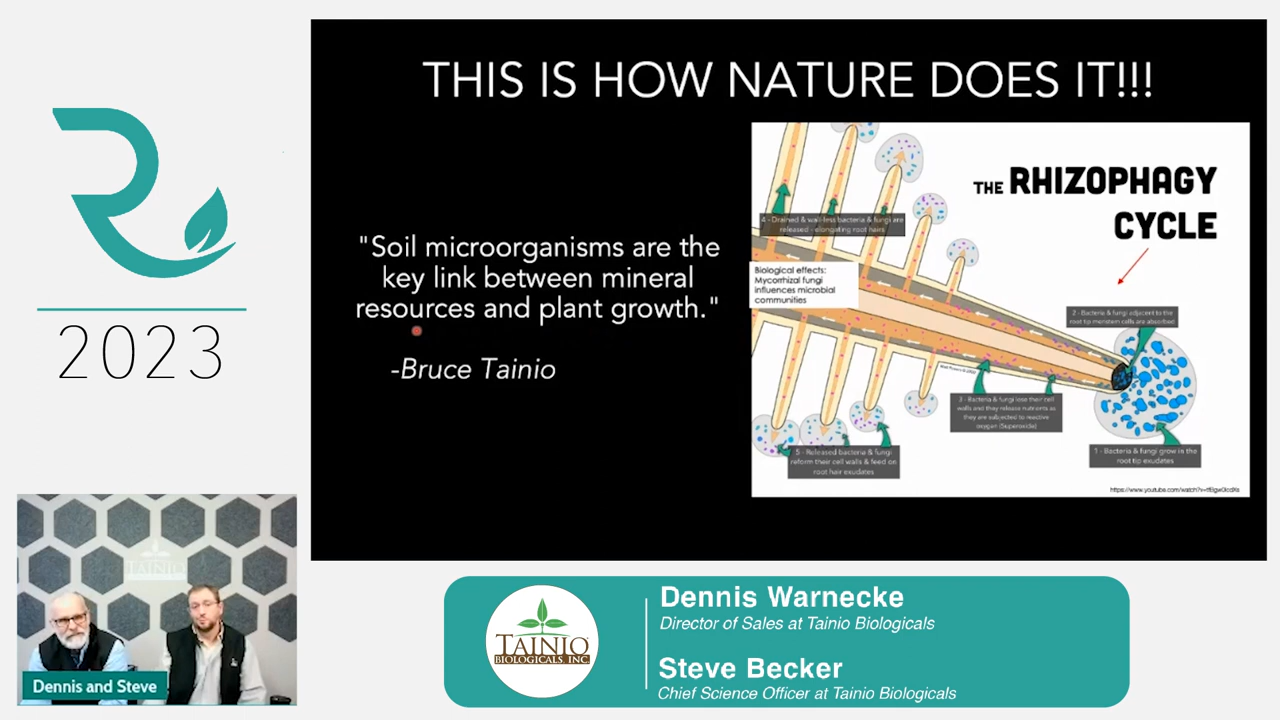 2023
THIS IS HOW NATURE DOES IT!!!
"Soil microorganisms are the
key link between mineral
resources and plant growth."
-Bruce Tainio
THE RHIZOPHAGY
CYCLE
4 - Drained & wall-less bacteria & fungi are
released - elongating root hairs
Biological effects:
Mycorrhizal fungi
influences microbial
communities
2 - Bacteria & fungi adjacent to the
root tip meristem cells are absorbed
3 - Bacteria & fungi lose their cell
walls and they release nutrients as
they are subjected to reactive
oxygen (Superoxide)
1 - Bacteria & fungi grow in the
root tip exudates
5 - Released bacteria & fungi
reform their cell walls & feed on
root hair exudates
TAINIO
Dennis and Steve
TAINIO
BIOLOGICALS, INC.
Dennis Warnecke
Director of Sales at Tainio Biologicals
Steve Becker
Chief Science Officer at Tainio Biologicals